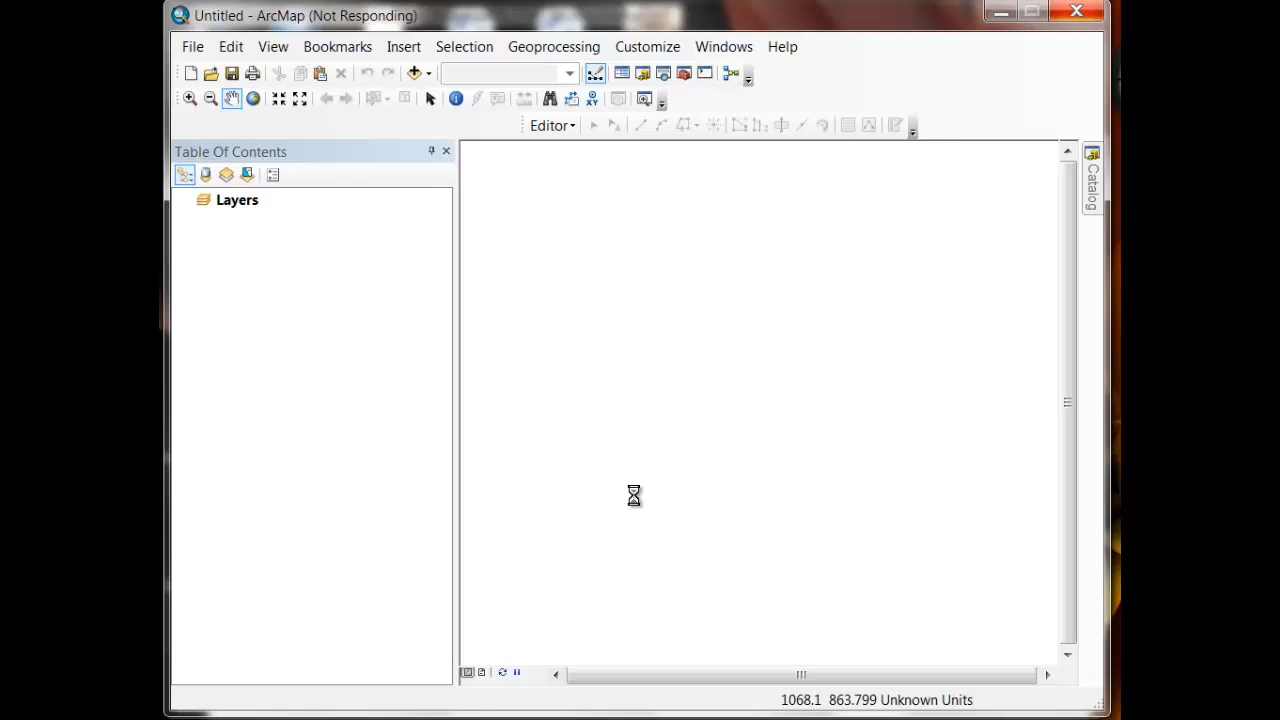 Untitled - ArcMap (Not Responding)
File Edit View Bookmarks Insert Selection Geoprocessing Customize Windows Help
Editor
Table Of Contents
Layers
Catalog
1068.1 863.799 Unknown Units